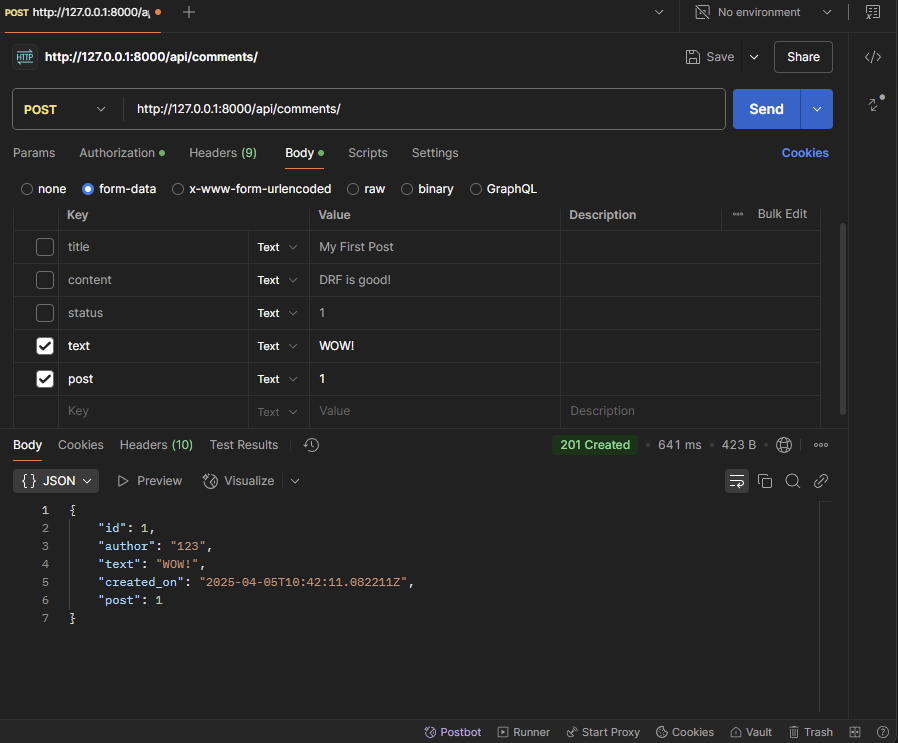 POST http://127.0.0.1:8000/a
No environment
HTTP http://127.0.0.1:8000/api/comments/
Save
Share
POST http://127.0.0.1:8000/api/comments/
Send
Params Authorization Headers (9) Body Scripts Settings Cookies
none form-data x-www-form-urlencoded raw binary GraphQL
Key Value Description Bulk Edit
title Text My First Post
content Text DRF is good!
status Text 1
text Text WOW!
post Text 1
Key Text Value Description
Body Cookies Headers (10) Test Results 201 Created 641 ms 423 B
{} JSON Preview Visualize
1 {
2 "id": 1,
3 "author": "123",
4 "text": "WOW!",
5 "created_on": "2025-04-05T10:42:11.082211Z",
6 "post": 1
7 }
Postbot Runner Start Proxy Cookies Vault Trash